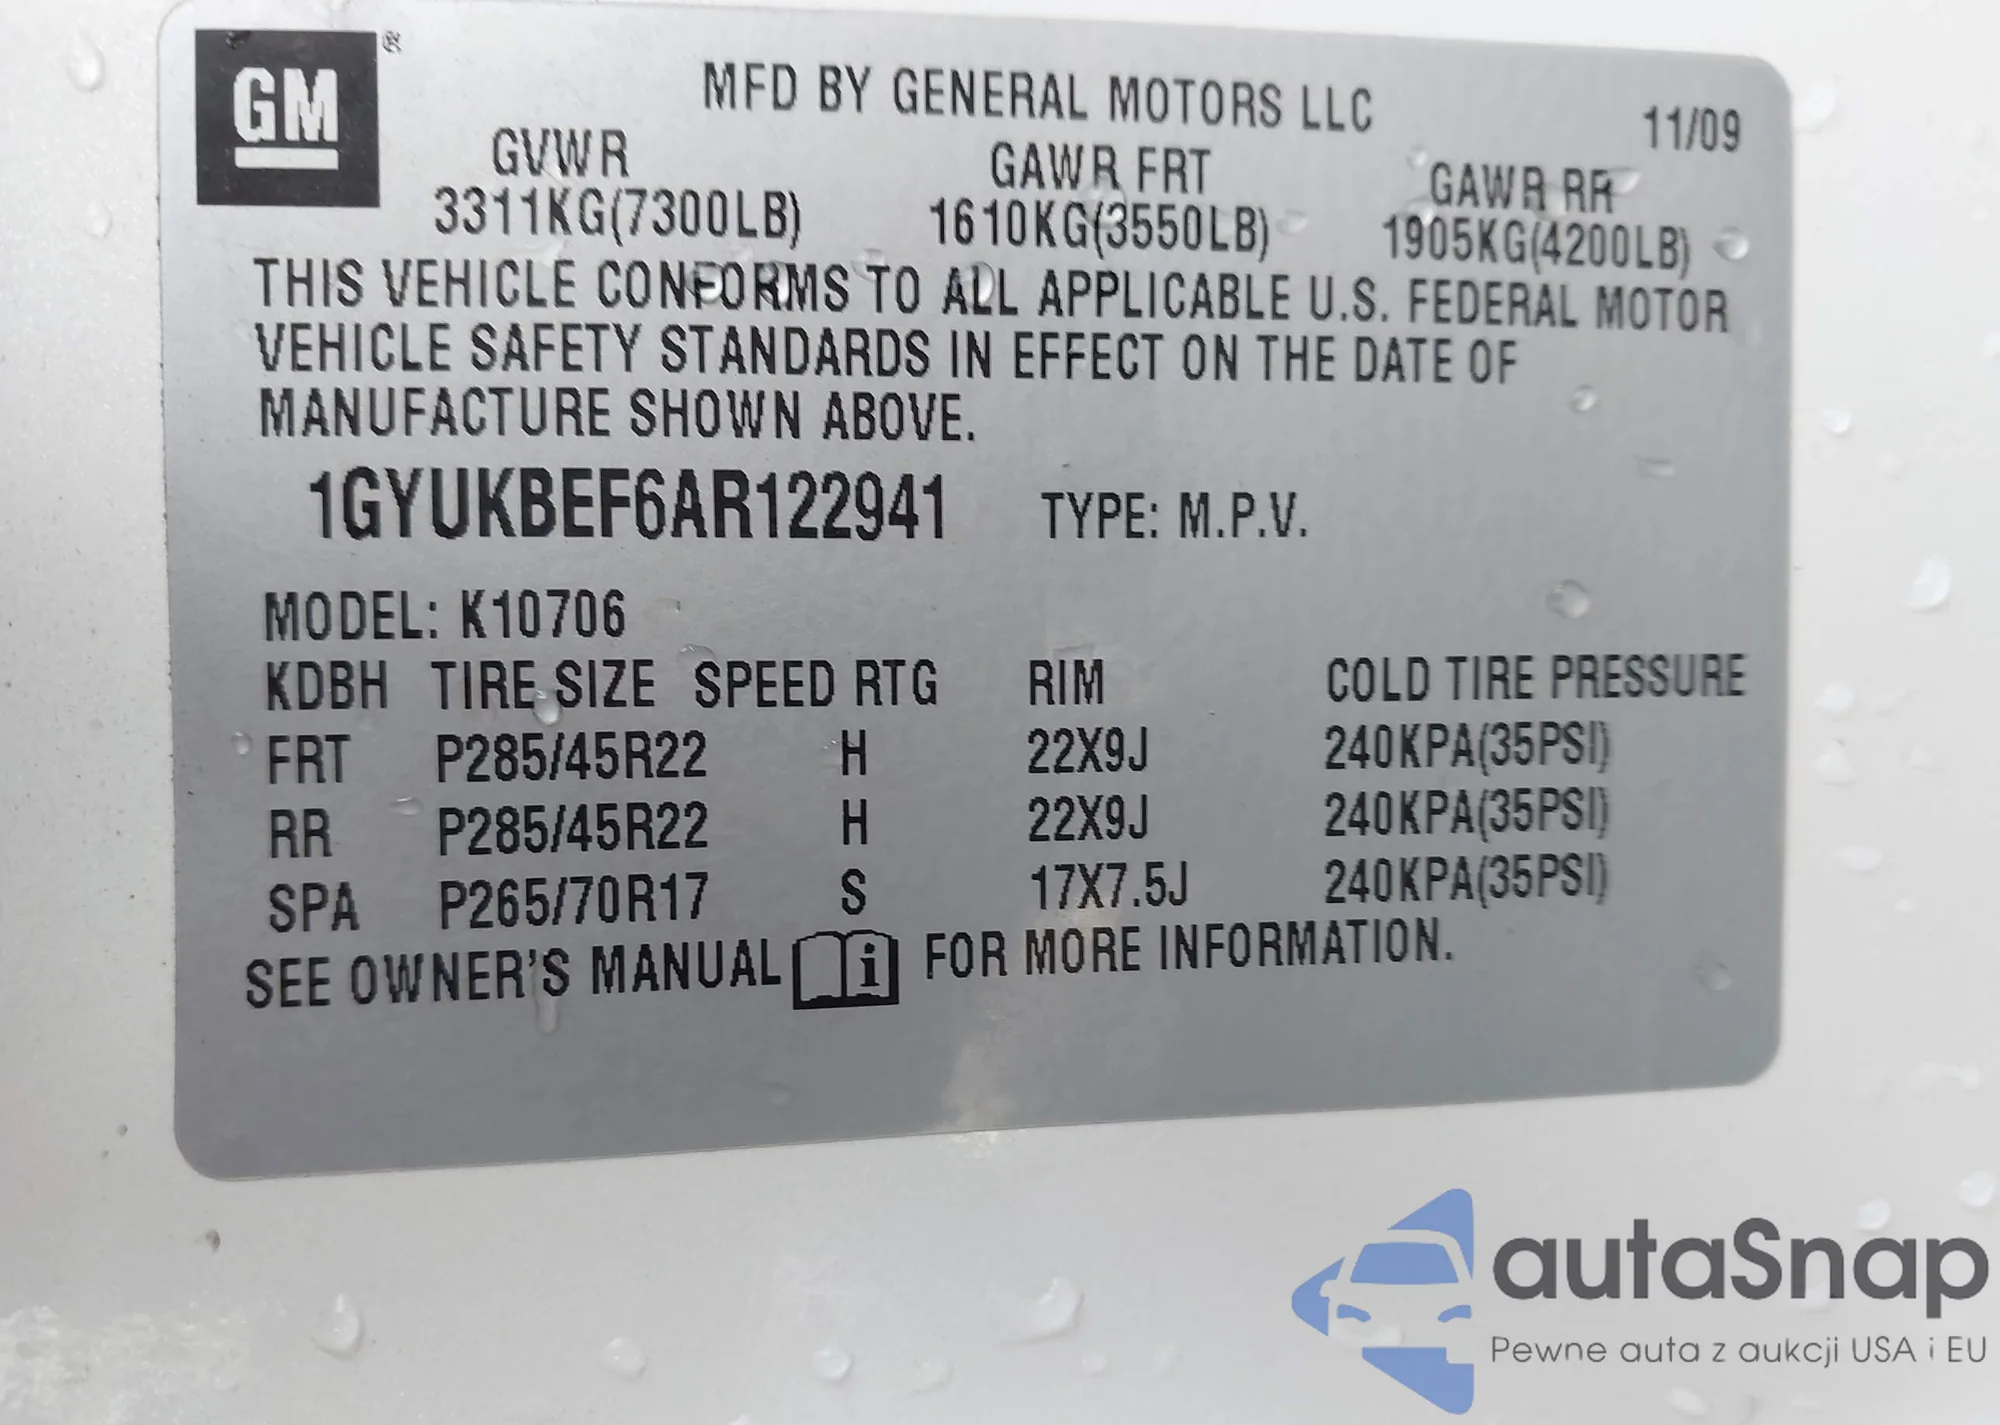 GM ®
MFD BY GENERAL MOTORS LLC
11/09
GVWR GAWR FRT GAWR RR
3311KG(7300LB) 1610KG(3550LB) 1905KG(4200LB)
THIS VEHICLE CONFORMS TO ALL APPLICABLE U.S. FEDERAL MOTOR
VEHICLE SAFETY STANDARDS IN EFFECT ON THE DATE OF
MANUFACTURE SHOWN ABOVE.
1GYUKBEF6AR122941 TYPE: M.P.V.
MODEL: K10706
KDBH TIRE SIZE SPEED RTG RIM COLD TIRE PRESSURE
FRT P285/45R22 H 22X9J 240KPA(35PSI)
RR P285/45R22 H 22X9J 240KPA(35PSI)
SPA P265/70R17 S 17X7.5J 240KPA(35PSI)
SEE OWNER'S MANUAL i FOR MORE INFORMATION.
autaSnap
Pewne auta z aukcji USA i EU